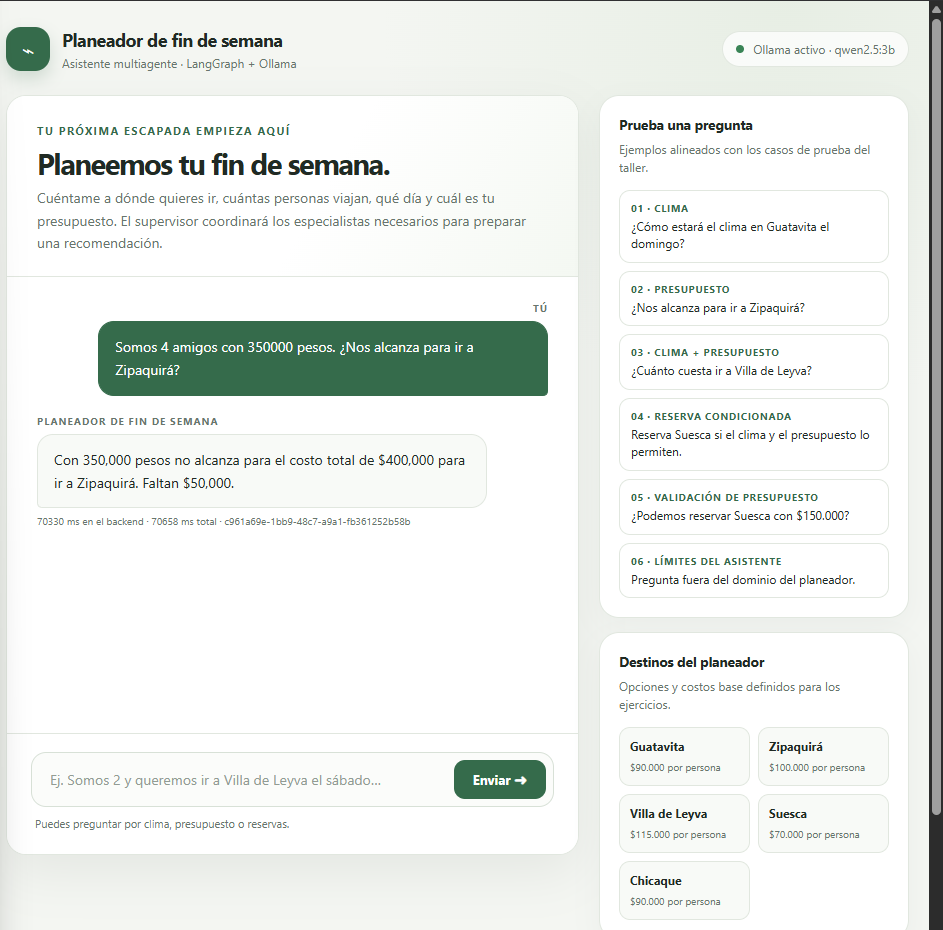 Planeador de fin de semana
Asistente multiagente · LangGraph + Ollama
Ollama activo · qwen2.5:3b
TU PRÓXIMA ESCAPADA EMPIEZA AQUÍ
Planeemos tu fin de semana.
Cuéntame a dónde quieres ir, cuántas personas viajan, qué día y cuál es tu
presupuesto. El supervisor coordinará los especialistas necesarios para preparar
una recomendación.
TÚ
Somos 4 amigos con 350000 pesos. ¿Nos alcanza para ir a
Zipaquirá?
PLANEADOR DE FIN DE SEMANA
Con 350,000 pesos no alcanza para el costo total de $400,000 para
ir a Zipaquirá. Faltan $50,000.
70330 ms en el backend · 70658 ms total · c961a69e-1bb9-48c7-a9a1-fb361252b58b
Ej. Somos 2 y queremos ir a Villa de Leyva el sábado...
Enviar ➜
Puedes preguntar por clima, presupuesto o reservas.
Prueba una pregunta
Ejemplos alineados con los casos de prueba del
taller.
01 · CLIMA
¿Cómo estará el clima en Guatavita el
domingo?
02 · PRESUPUESTO
¿Nos alcanza para ir a Zipaquirá?
03 · CLIMA + PRESUPUESTO
¿Cuánto cuesta ir a Villa de Leyva?
04 · RESERVA CONDICIONADA
Reserva Suesca si el clima y el presupuesto lo
permiten.
05 · VALIDACIÓN DE PRESUPUESTO
¿Podemos reservar Suesca con $150.000?
06 · LÍMITES DEL ASISTENTE
Pregunta fuera del dominio del planeador.
Destinos del planeador
Opciones y costos base definidos para los
ejercicios.
Guatavita
$90.000 por persona
Zipaquirá
$100.000 por persona
Villa de Leyva
$115.000 por persona
Suesca
$70.000 por persona
Chicaque
$90.000 por persona